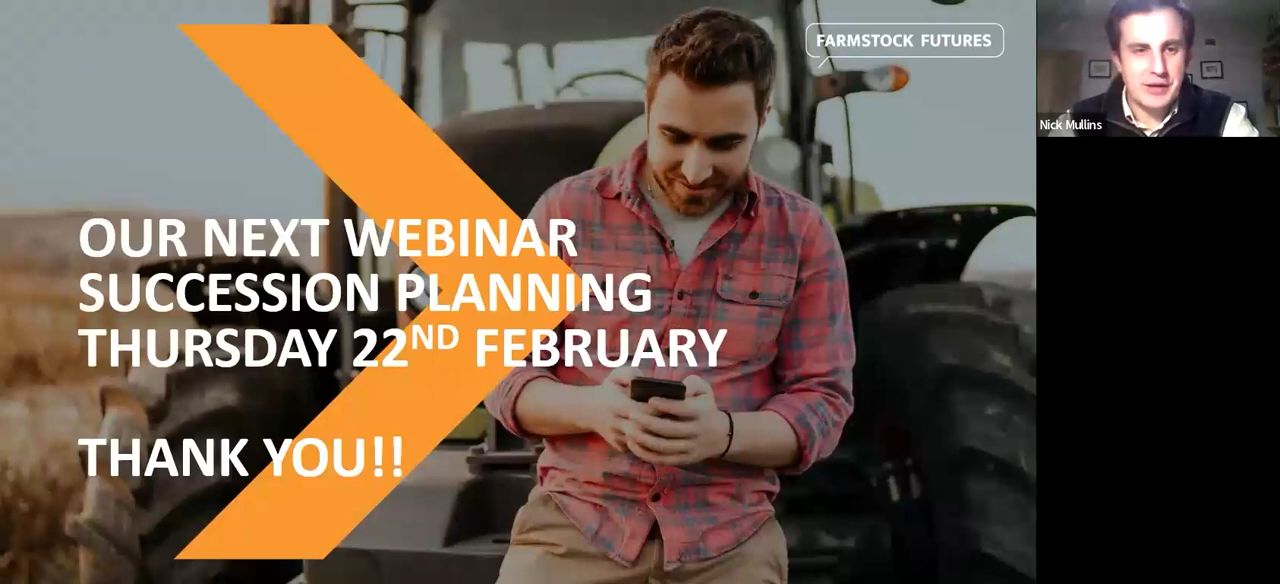 FARMSTOCK FUTURES
Nick Mullins
OUR NEXT WEBINAR
SUCCESSION PLANNING
THURSDAY 22ND FEBRUARY
THANK YOU!!